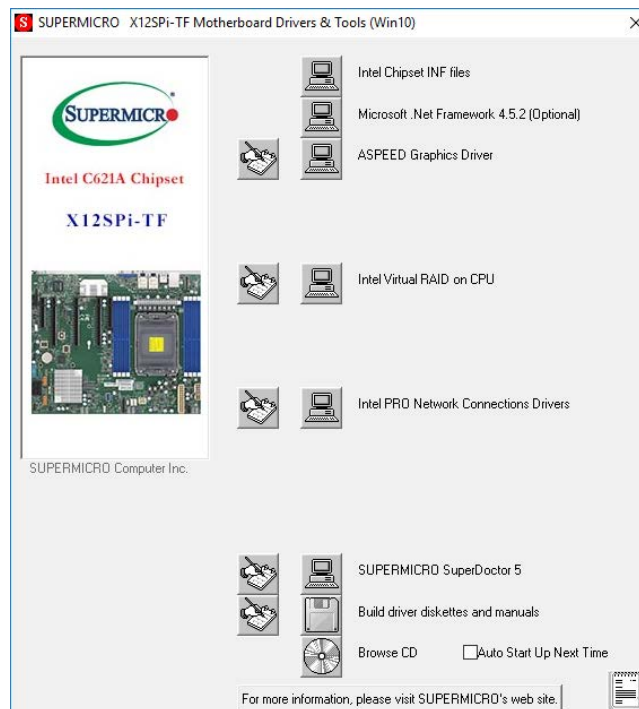 SUPERMICRO X12SPi-TF Motherboard Drivers & Tools (Win10)
SUPERMICRO
Intel C621A Chipset
X12SPi-TF
SUPERMICRO Computer Inc.
Intel Chipset INF files
Microsoft .Net Framework 4.5.2 (Optional)
ASPEED Graphics Driver
Intel Virtual RAID on CPU
Intel PRO Network Connections Drivers
SUPERMICRO SuperDoctor 5
Build driver diskettes and manuals
Browse CD Auto Start Up Next Time
For more information, please visit SUPERMICRO's web site.